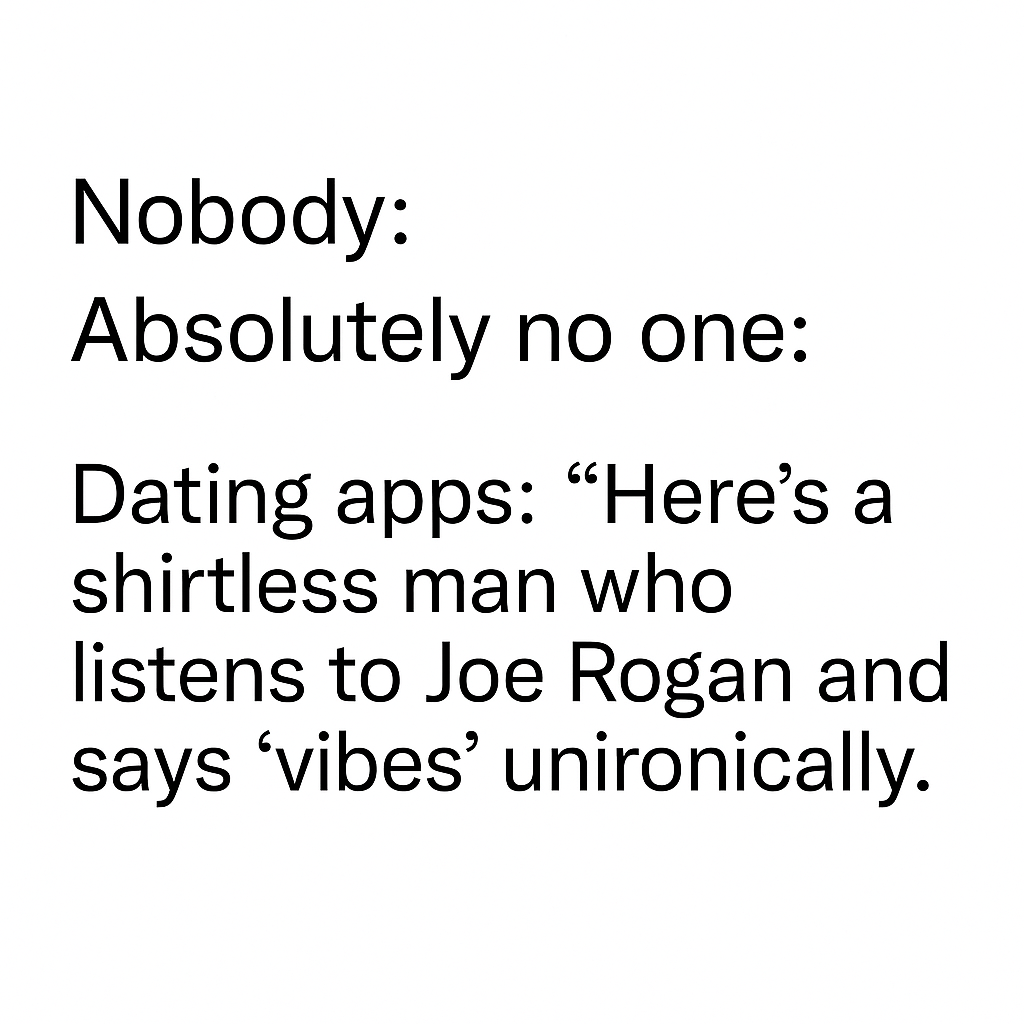 Nobody:
Absolutely no one:
Dating apps: “Here’s a
shirtless man who
listens to Joe Rogan and
says ‘vibes’ unironically.